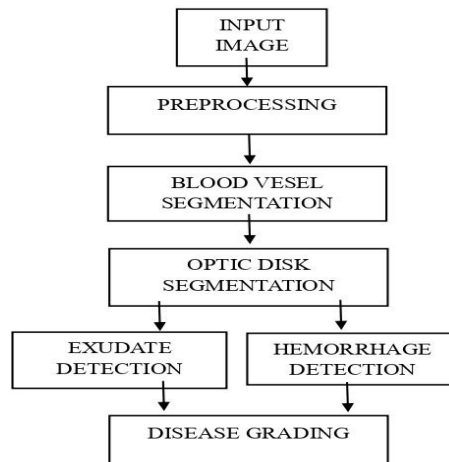 INPUT
IMAGE
PREPROCESSING
BLOOD VESSEL
SEGMENTATION
OPTIC DISK
SEGMENTATION
EXUDATE
DETECTION
HEMORRHAGE
DETECTION
DISEASE GRADING